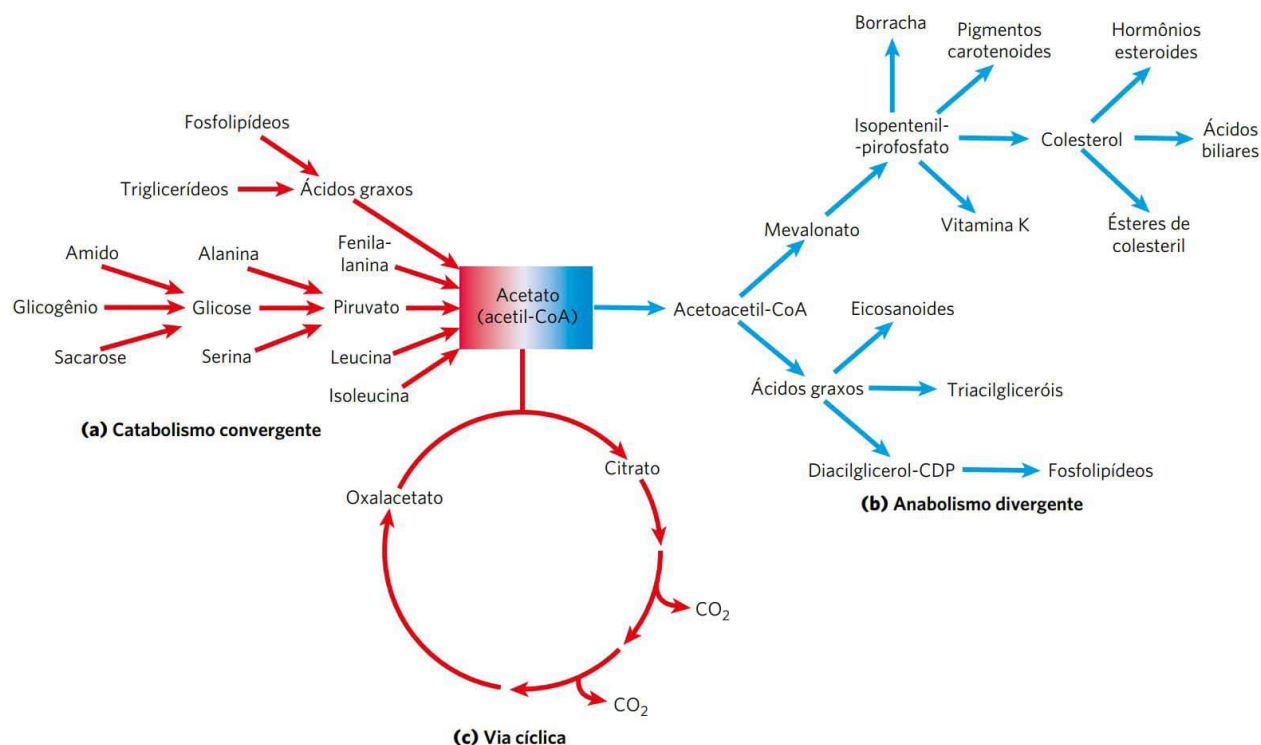 Fosfolipídeos
Triglicerídeos
Ácidos graxos
Amido
Alanina
Fenila-
lanina
Glicogênio
Glicose
Piruvato
Sacarose
Serina
Leucina
Isoleucina
(a) Catabolismo convergente
Acetato
(acetil-CoA)
Borracha
Pigmentos
carotenoides
Hormônios
esteroides
Isopentenil-
-pirofosfato
Colesterol
Ácidos
biliares
Mevalonato
Vitamina K
Ésteres de
colesteril
Acetoacetil-CoA
Eicosanoides
Ácidos graxos
Triacilgliceróis
Diacilglicerol-CDP
Fosfolipídeos
(b) Anabolismo divergente
Citrato
Oxalacetato
CO₂
CO₂
(c) Via cíclica